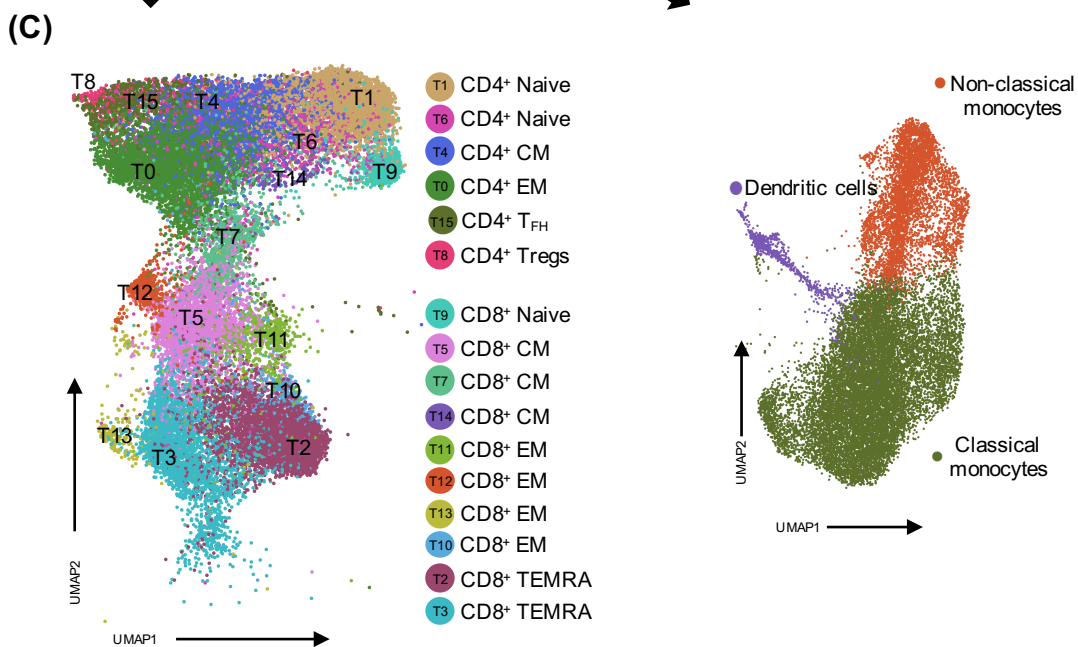 (C)
T8
T15
T4
T1
T6
T0
T14
T9
T7
T12
T5
T11
T10
T13
T3
T2
UMAP2
UMAP1
T1 CD4⁺ Naive
T6 CD4⁺ Naive
T4 CD4⁺ CM
T0 CD4⁺ EM
T15 CD4⁺ T_FH
T8 CD4⁺ Tregs
T9 CD8⁺ Naive
T5 CD8⁺ CM
T7 CD8⁺ CM
T14 CD8⁺ CM
T11 CD8⁺ EM
T12 CD8⁺ EM
T13 CD8⁺ EM
T10 CD8⁺ EM
T2 CD8⁺ TEMRA
T3 CD8⁺ TEMRA
Non-classical
monocytes
Dendritic cells
Classical
monocytes
UMAP2
UMAP1